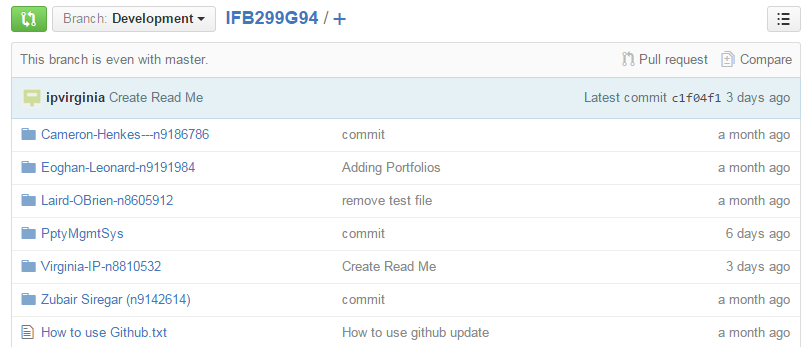 Branch: Development IFB299G94 / +
This branch is even with master. Pull request Compare
ipvirginia Create Read Me Latest commit c1f04f1 3 days ago
Cameron-Henkes---n9186786 commit a month ago
Eoghan-Leonard-n9191984 Adding Portfolios a month ago
Laird-OBrien-n8605912 remove test file a month ago
PptyMgmtSys commit 6 days ago
Virginia-IP-n8810532 Create Read Me 3 days ago
Zubair Siregar (n9142614) commit a month ago
How to use Github.txt How to use github update a month ago